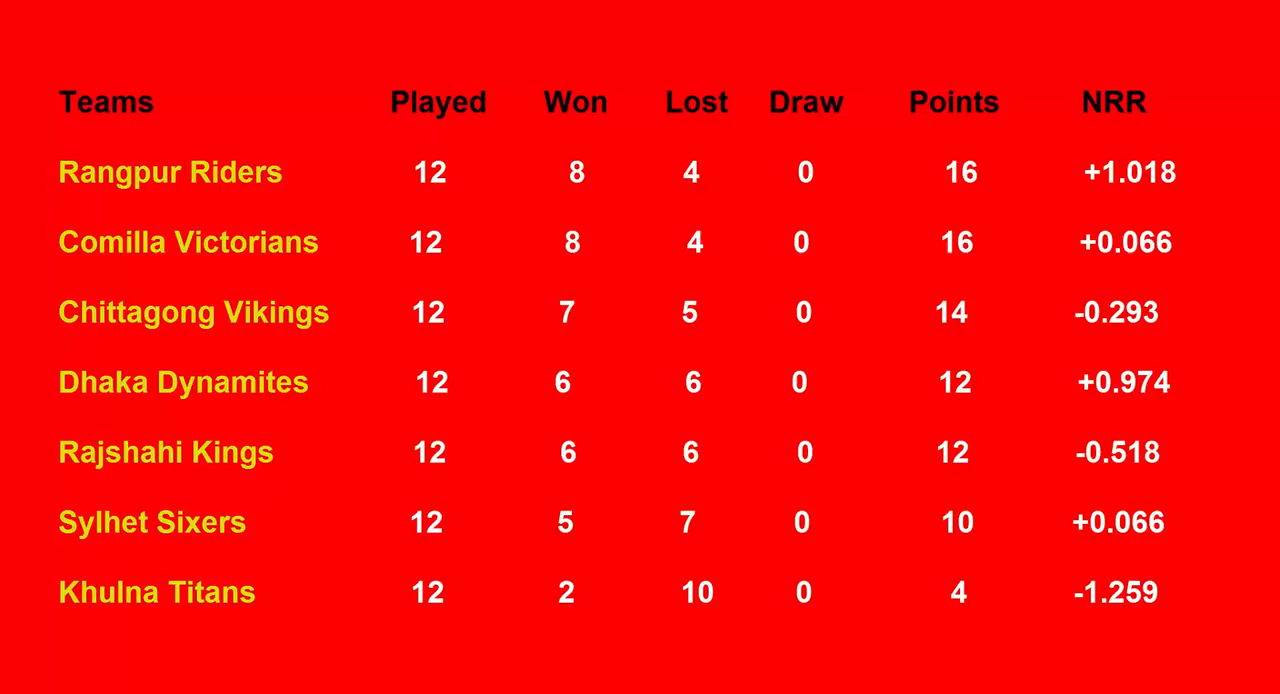 Teams Played Won Lost Draw Points NRR
Rangpur Riders 12 8 4 0 16 +1.018
Comilla Victorians 12 8 4 0 16 +0.066
Chittagong Vikings 12 7 5 0 14 -0.293
Dhaka Dynamites 12 6 6 0 12 +0.974
Rajshahi Kings 12 6 6 0 12 -0.518
Sylhet Sixers 12 5 7 0 10 +0.066
Khulna Titans 12 2 10 0 4 -1.259